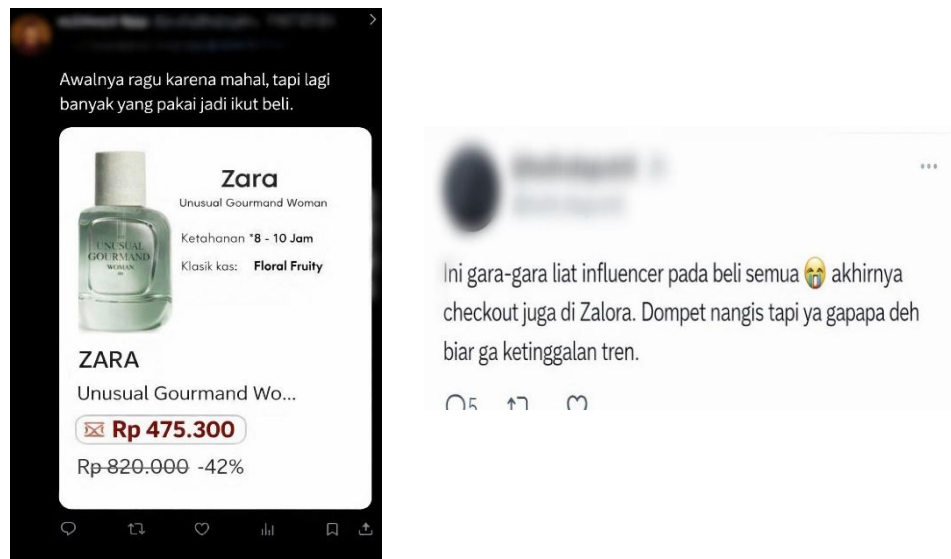 Awalnya ragu karena mahal, tapi lagi
banyak yang pakai jadi ikut beli.
UNUSUAL
GOURMAND
WOMAN
Zara
Unusual Gourmand Woman
Ketahanan *8 - 10 Jam
Klasik kas: Floral Fruity
ZARA
Unusual Gourmand Wo...
Rp 475.300
Rp 820.000 -42%
Ini gara-gara liat influencer pada beli semua 😭 akhirnya
checkout juga di Zalora. Dompet nangis tapi ya gapapa deh
biar ga ketinggalan tren.
5